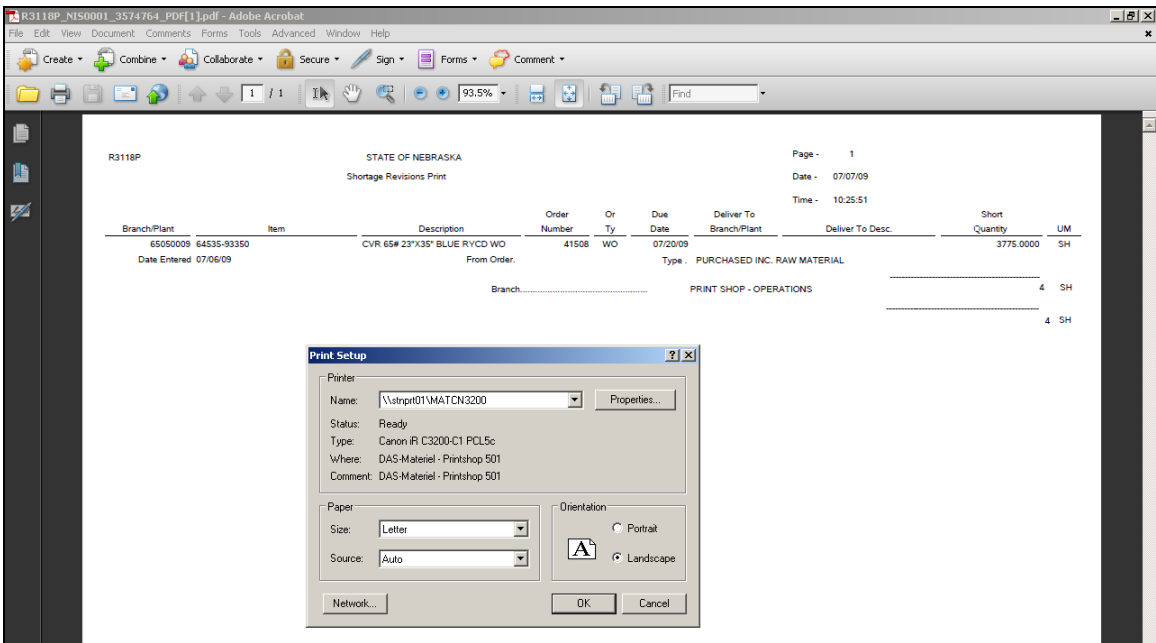 R3118P_NIS0001_3574764_PDF[1].pdf - Adobe Acrobat
File Edit View Document Comments Forms Tools Advanced Window Help
Create Combine Collaborate Secure Sign Forms Comment
1 / 1 93.5% Find
R3118P STATE OF NEBRASKA Page - 1
Shortage Revisions Print Date - 07/07/09
Time - 10:25:51
Order Or Due Deliver To Short
Branch/Plant Item Description Number Ty Date Branch/Plant Deliver To Desc. Quantity UM
65050009 64535-93350 CVR 65# 23"X35" BLUE RYCD WO 41508 WO 07/20/09 3775.0000 SH
Date Entered 07/06/09 From Order. Type . PURCHASED INC. RAW MATERIAL
Branch........................................................ PRINT SHOP - OPERATIONS 4 SH
4 SH
Print Setup
Printer
Name: \\stnprt01\MATCN3200 Properties...
Status: Ready
Type: Canon iR C3200-C1 PCL5c
Where: DAS-Materiel - Printshop 501
Comment: DAS-Materiel - Printshop 501
Paper Orientation
Size: Letter Portrait
A
Source: Auto Landscape
Network... OK Cancel